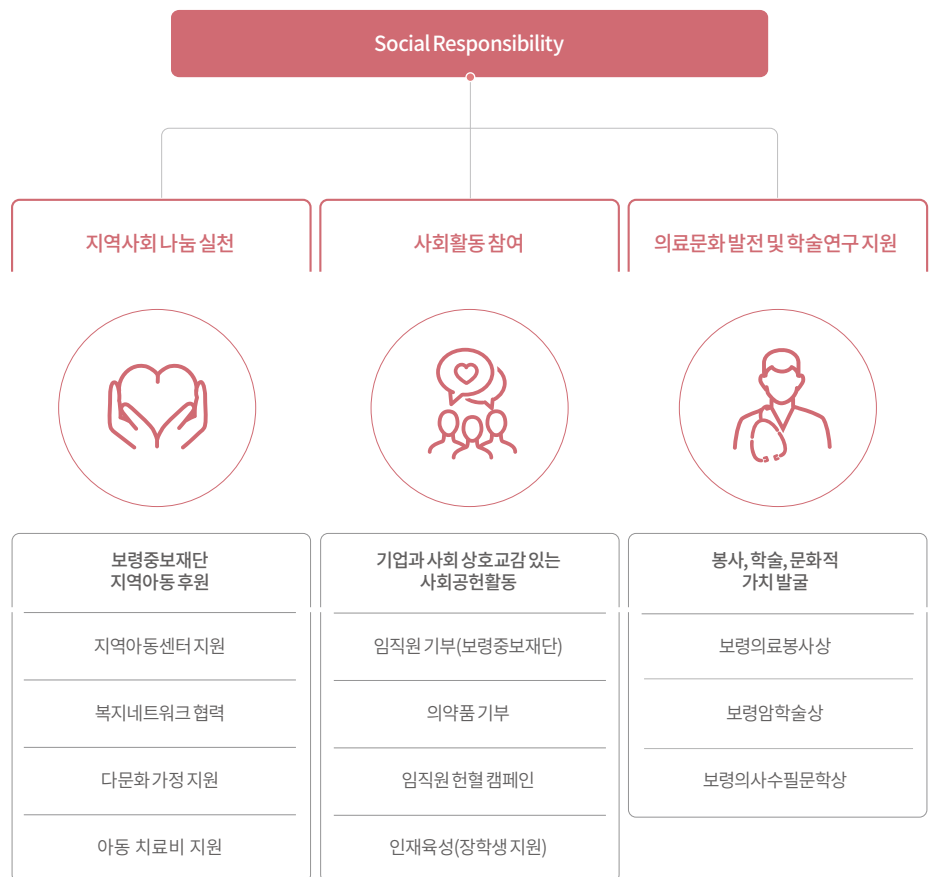 Social Responsibility
지역사회 나눔 실천
사회활동 참여
의료문화 발전 및 학술연구 지원
보령중보재단
지역아동 후원
지역아동센터 지원
복지네트워크 협력
다문화 가정 지원
아동 치료비 지원
기업과 사회 상호 교감 있는
사회공헌활동
임직원 기부(보령중보재단)
의약품 기부
임직원 헌혈 캠페인
인재육성(장학생 지원)
봉사, 학술, 문화적
가치 발굴
보령의료봉사상
보령암학술상
보령의사수필문학상